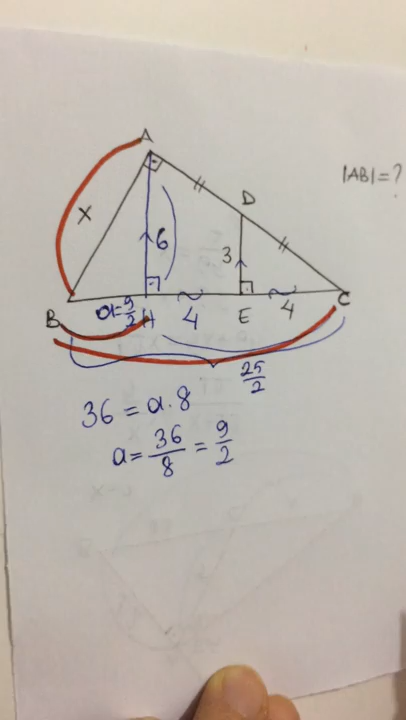 A
|AB|=?
D
x
6
3
B
a=9/2
H
4
E
4
C
25/2
36 = a.8
a = 36/8 = 9/2